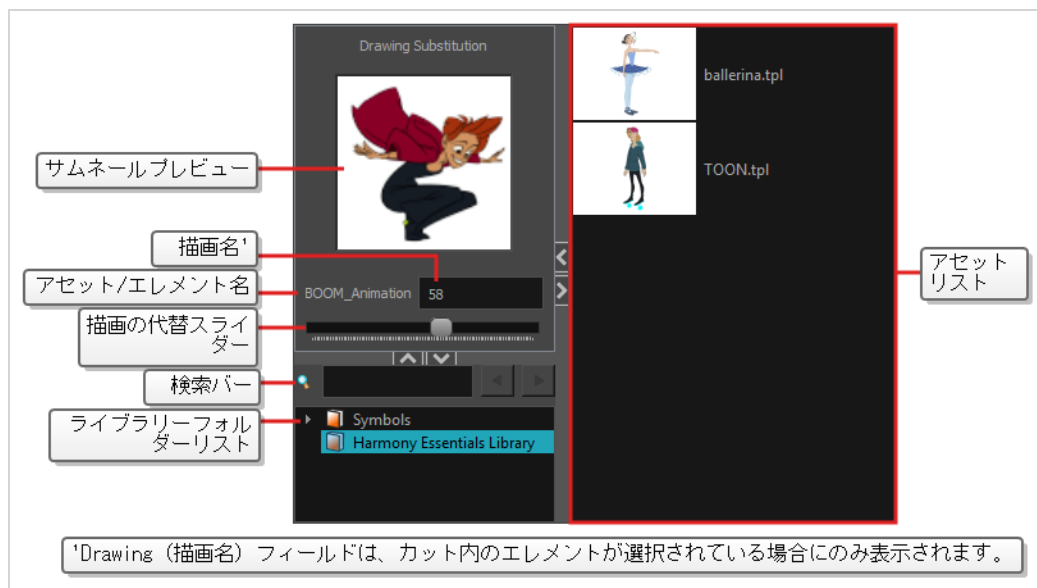 Drawing Substitution
ballerina.tpl
TOON.tpl
サムネールプレビュー
描画名¹
アセット/エレメント名
BOOM_Animation
58
描画の代替スライ
ダー
検索バー
ライブラリーフォル
ダーリスト
Symbols
Harmony Essentials Library
アセット
リスト
¹Drawing (描画名) フィールドは、カット内のエレメントが選択されている場合にのみ表示されます。